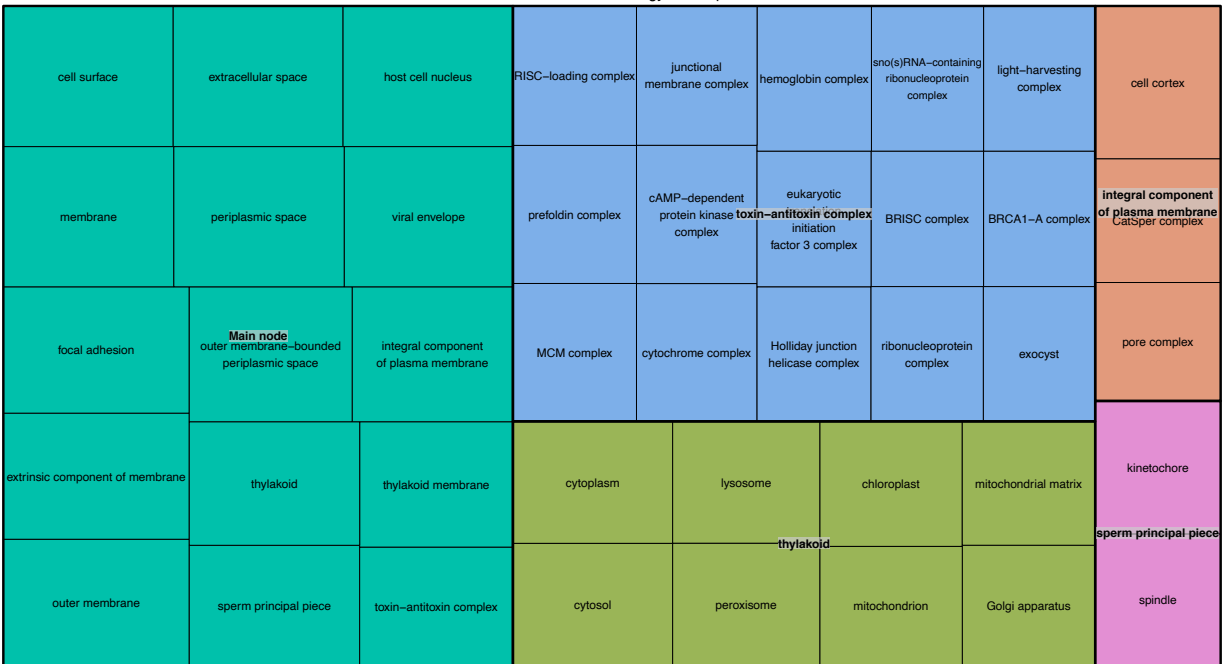 cell surface
extracellular space
host cell nucleus
RISC−loading complex
junctional
membrane complex
hemoglobin complex
sno(s)RNA−containing
ribonucleoprotein
complex
light−harvesting
complex
cell cortex
membrane
periplasmic space
viral envelope
prefoldin complex
cAMP−dependent
protein kinase
complex
eukaryotic
initiation
factor 3 complex
toxin−antitoxin complex
BRISC complex
BRCA1−A complex
integral component
of plasma membrane
CatSper complex
focal adhesion
Main node
outer membrane−bounded
periplasmic space
integral component
of plasma membrane
MCM complex
cytochrome complex
Holliday junction
helicase complex
ribonucleoprotein
complex
exocyst
pore complex
extrinsic component of membrane
thylakoid
thylakoid membrane
cytoplasm
lysosome
chloroplast
mitochondrial matrix
kinetochore
thylakoid
sperm principal piece
outer membrane
sperm principal piece
toxin−antitoxin complex
cytosol
peroxisome
mitochondrion
Golgi apparatus
spindle